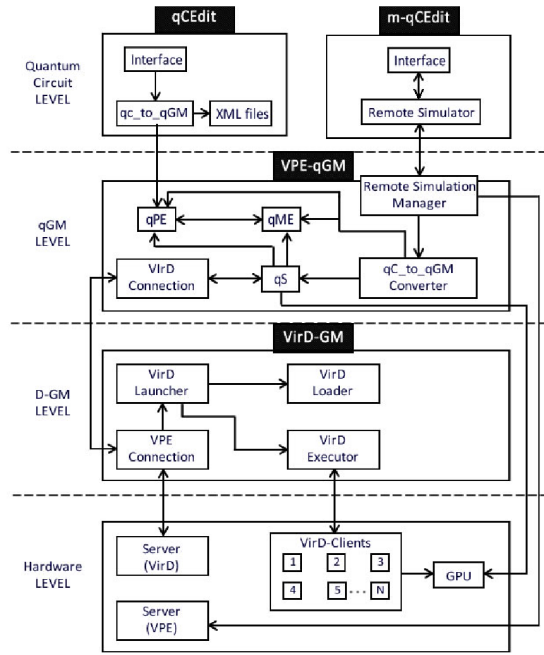 qCEdit
m-qCEdit
Quantum
Circuit
LEVEL
Interface
qc_to_qGM
XML files
Interface
Remote Simulator
VPE-qGM
qGM
LEVEL
qPE
qME
Remote Simulation
Manager
VIrD
Connection
qS
qC_to_qGM
Converter
VirD-GM
D-GM
LEVEL
VirD
Launcher
VirD
Loader
VPE
Connection
VirD
Executor
Hardware
LEVEL
Server
(VirD)
VirD-Clients
1 2 3
4 5 ... N
GPU
Server
(VPE)